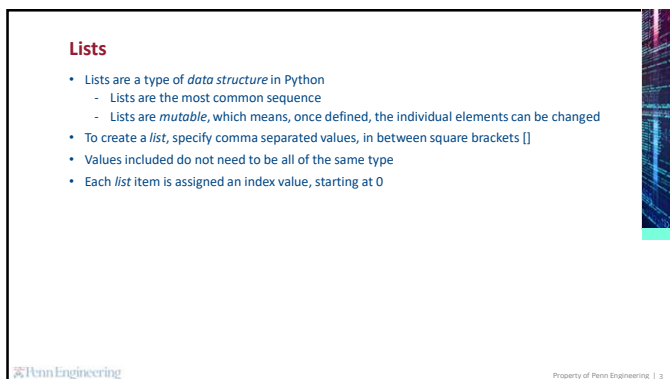 Lists
• Lists are a type of data structure in Python
- Lists are the most common sequence
- Lists are mutable, which means, once defined, the individual elements can be changed
• To create a list, specify comma separated values, in between square brackets []
• Values included do not need to be all of the same type
• Each list item is assigned an index value, starting at 0
Penn Engineering
Property of Penn Engineering | 3